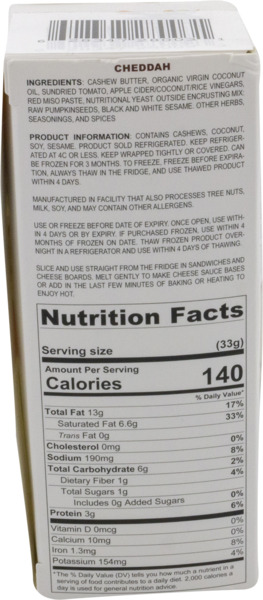 CHEDDAH
INGREDIENTS: CASHEW BUTTER, ORGANIC VIRGIN COCONUT
OIL, SUNDRIED TOMATO, APPLE CIDER/COCONUT/RICE VINEGARS,
RED MISO PASTE, NUTRITIONAL YEAST. OUTSIDE ENCRUSTING MIX:
RAW PUMPKINSEEDS, BLACK AND WHITE SESAME. OTHER HERBS,
SEASONINGS, AND SPICES
PRODUCT INFORMATION: CONTAINS CASHEWS, COCONUT,
SOY, SESAME. PRODUCT SOLD REFRIGERATED. KEEP REFRIGER-
ATED AT 4C OR LESS. KEEP WRAPPED TIGHTLY OR COVERED. CAN
BE FROZEN FOR 3 MONTHS. TO FREEZE, FREEZE BEFORE EXPIRA-
TION, ALWAYS THAW IN THE FRIDGE, AND USE THAWED PRODUCT
WITHIN 4 DAYS.
MANUFACTURED IN FACILITY THAT ALSO PROCESSES TREE NUTS,
MILK, SOY, AND MAY CONTAIN OTHER ALLERGENS.
USE OR FREEZE BEFORE DATE OF EXPIRY. ONCE OPEN, USE WITH-
IN 4 DAYS OR BY EXPIRY. IF PURCHASED FROZEN, USE WITHIN 4
MONTHS OF FROZEN ON DATE. THAW FROZEN PRODUCT OVER-
NIGHT IN A REFRIGERATOR AND USE WITHIN 4 DAYS OF THAWING.
SLICE AND USE STRAIGHT FROM THE FRIDGE IN SANDWICHES AND
CHEESE BOARDS. MELT GENTLY TO MAKE CHEESE SAUCE BASES
OR ADD IN THE LAST FEW MINUTES OF BAKING OR HEATING TO
ENJOY HOT.
Nutrition Facts
Serving size (33g)
Amount Per Serving
Calories 140
% Daily Value*
Total Fat 13g 17%
Saturated Fat 6.6g 33%
Trans Fat 0g
Cholesterol 0mg 0%
Sodium 190mg 8%
Total Carbohydrate 6g 2%
Dietary Fiber 1g 4%
Total Sugars 1g
Includes 0g Added Sugars 0%
Protein 3g 6%
Vitamin D 0mcg 0%
Calcium 10mg 0%
Iron 1.3mg 8%
Potassium 154mg 4%
*The % Daily Value (DV) tells you how much a nutrient in a
serving of food contributes to a daily diet. 2,000 calories a
day is used for general nutrition advice.